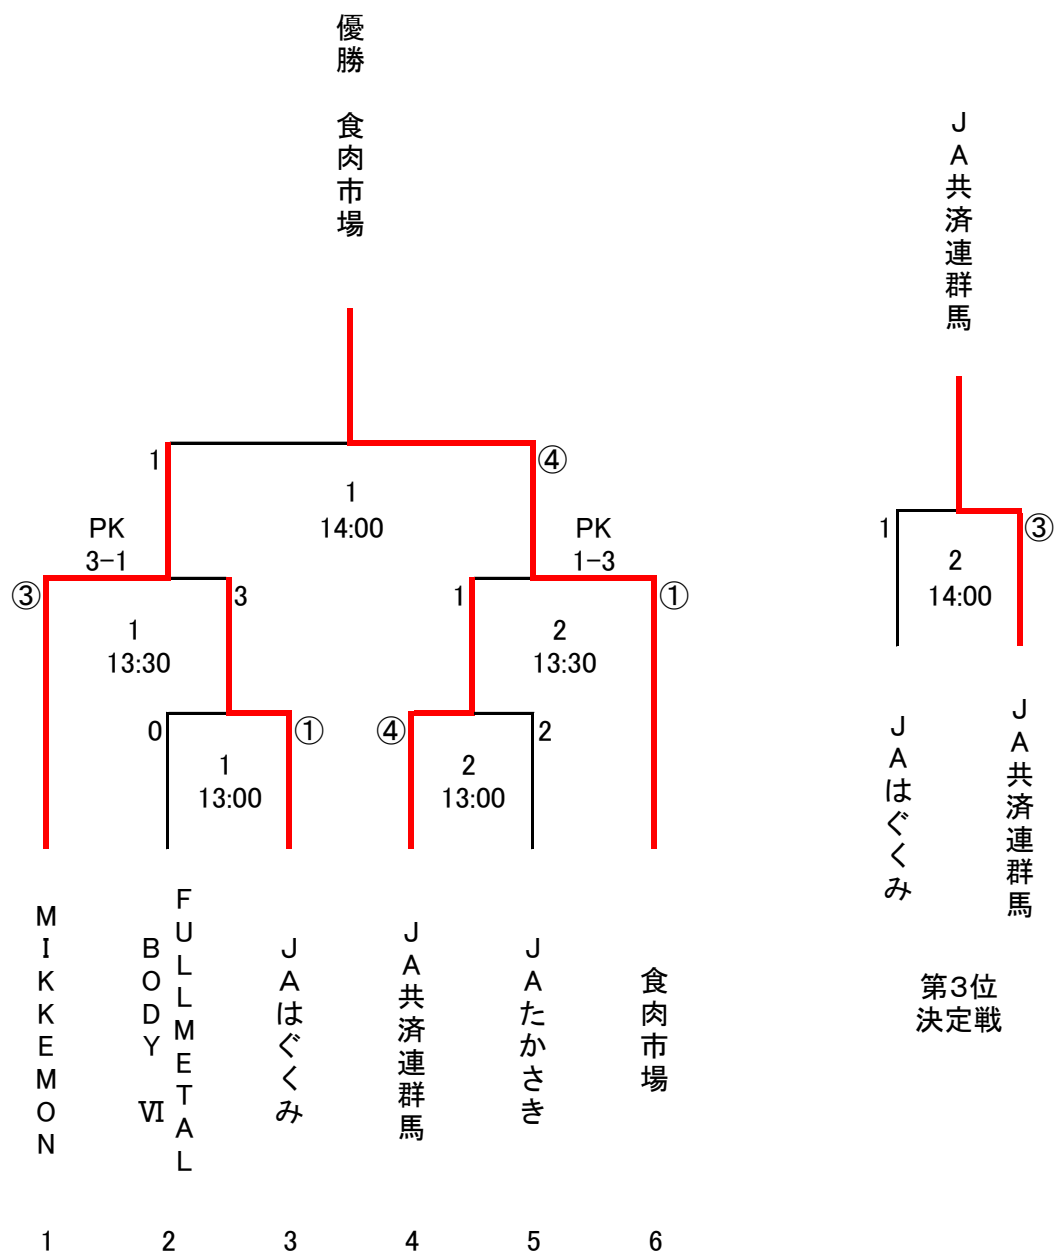 優勝　食肉市場
ＪＡ共済連群馬
1
④
1
14:00
PK
3-1
PK
1-3
③
3
1
①
1
13:30
2
13:30
0
①
④
2
1
13:00
2
13:00
1
③
2
14:00
ＪＡはぐくみ
ＪＡ共済連群馬
第３位
決定戦
ＭＩＫＫＥＭＯＮ
ＦＵＬＬＭＥＴＡＬ
ＢＯＤＹ　Ⅵ
ＪＡはぐくみ
ＪＡ共済連群馬
ＪＡたかさき
食肉市場
1
2
3
4
5
6